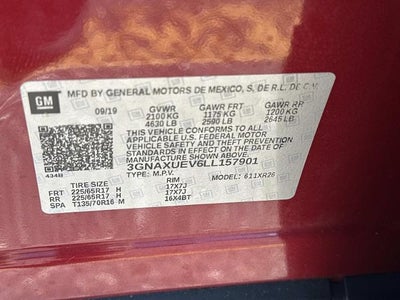 GM
MFD BY GENERAL MOTORS DE MEXICO, S, DE R.L. DE C.V.
09/19 GVWR GAWR FRT GAWR RR
2100 KG 1175 KG 1200 KG
4630 LB 2590 LB 2645 LB
THIS VEHICLE CONFORMS TO ALL APPLICABLE
U.S. FEDERAL MOTOR VEHICLE SAFETY
AND THEFT PREVENTION STANDARDS IN EFFECT
ON THE DATE OF MANUFACTURE SHOWN ABOVE.
3GNAXUEV6LL157901
434B TYPE: M.P.V. MODEL: 611XR26
TIRE SIZE RIM
FRT 225/65R17 H 17X7J
RR 225/65R17 H 17X7J
SPA T135/70R16 M 16X4BT